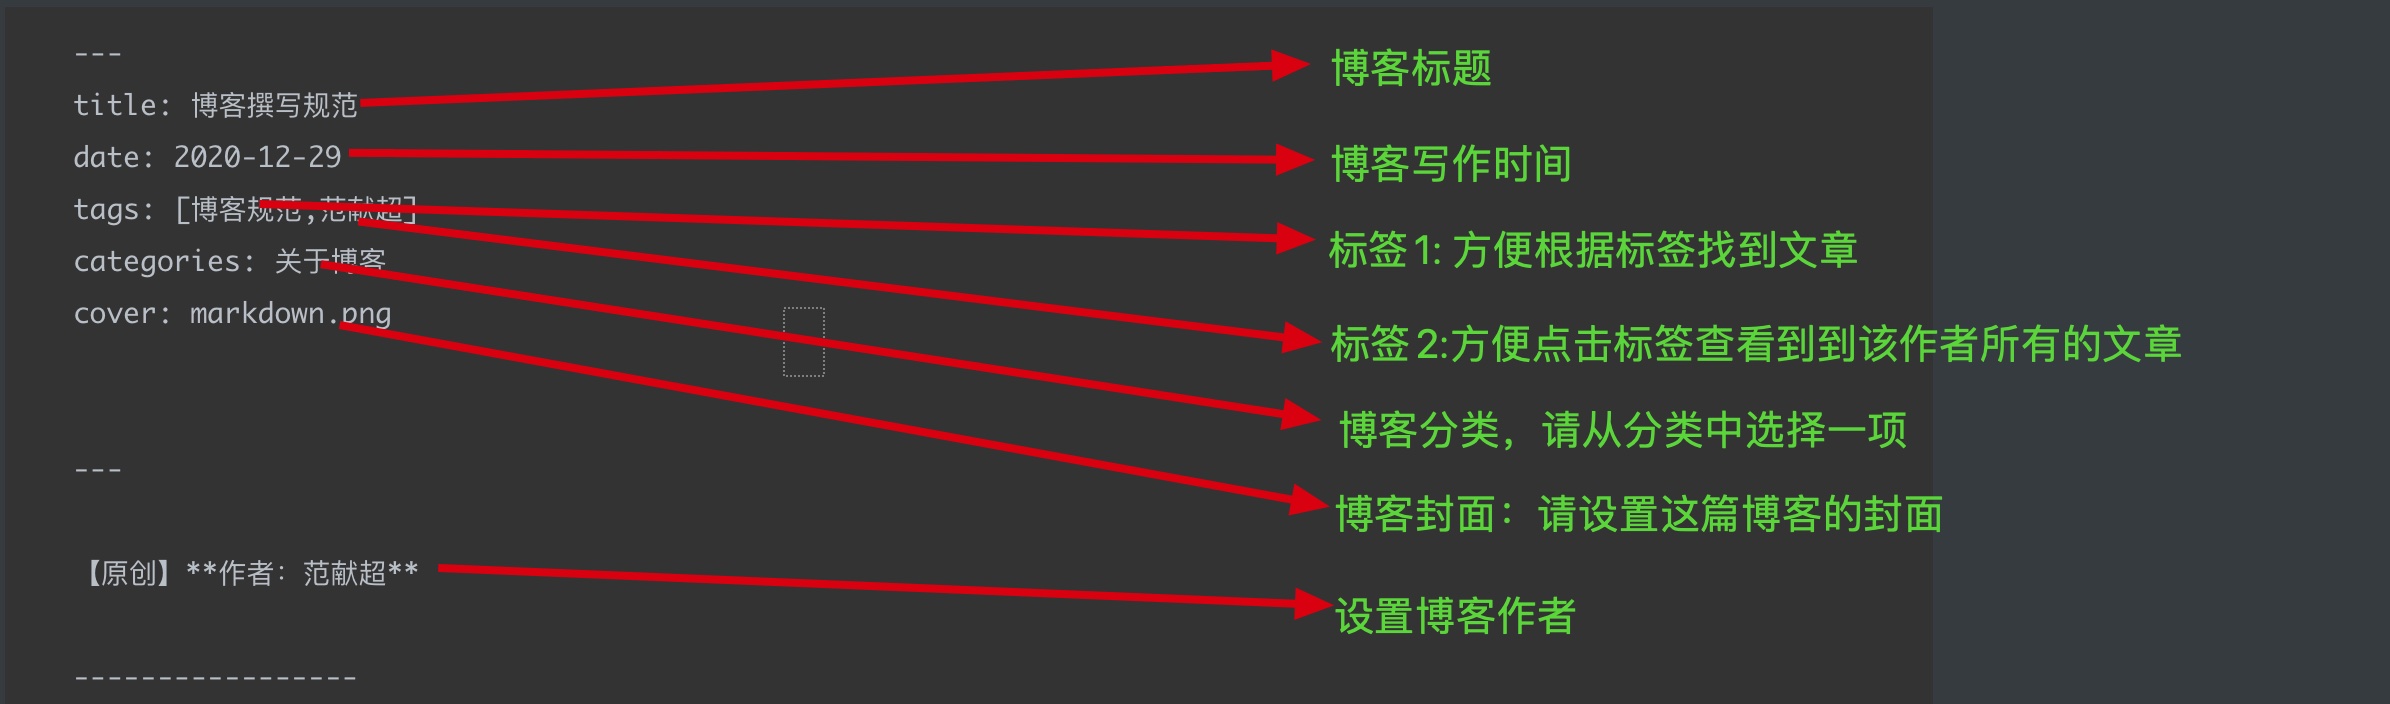 ---
title: 博客撰写规范
博客标题
date: 2020-12-29
博客写作时间
tags: [博客规范,范献超]
标签1: 方便根据标签找到文章
categories: 关于博客
cover: markdown.png
标签2:方便点击标签查看到到该作者所有的文章
博客分类，请从分类中选择一项
---
博客封面：请设置这篇博客的封面
【原创】**作者: 范献超**
设置博客作者
-----------------